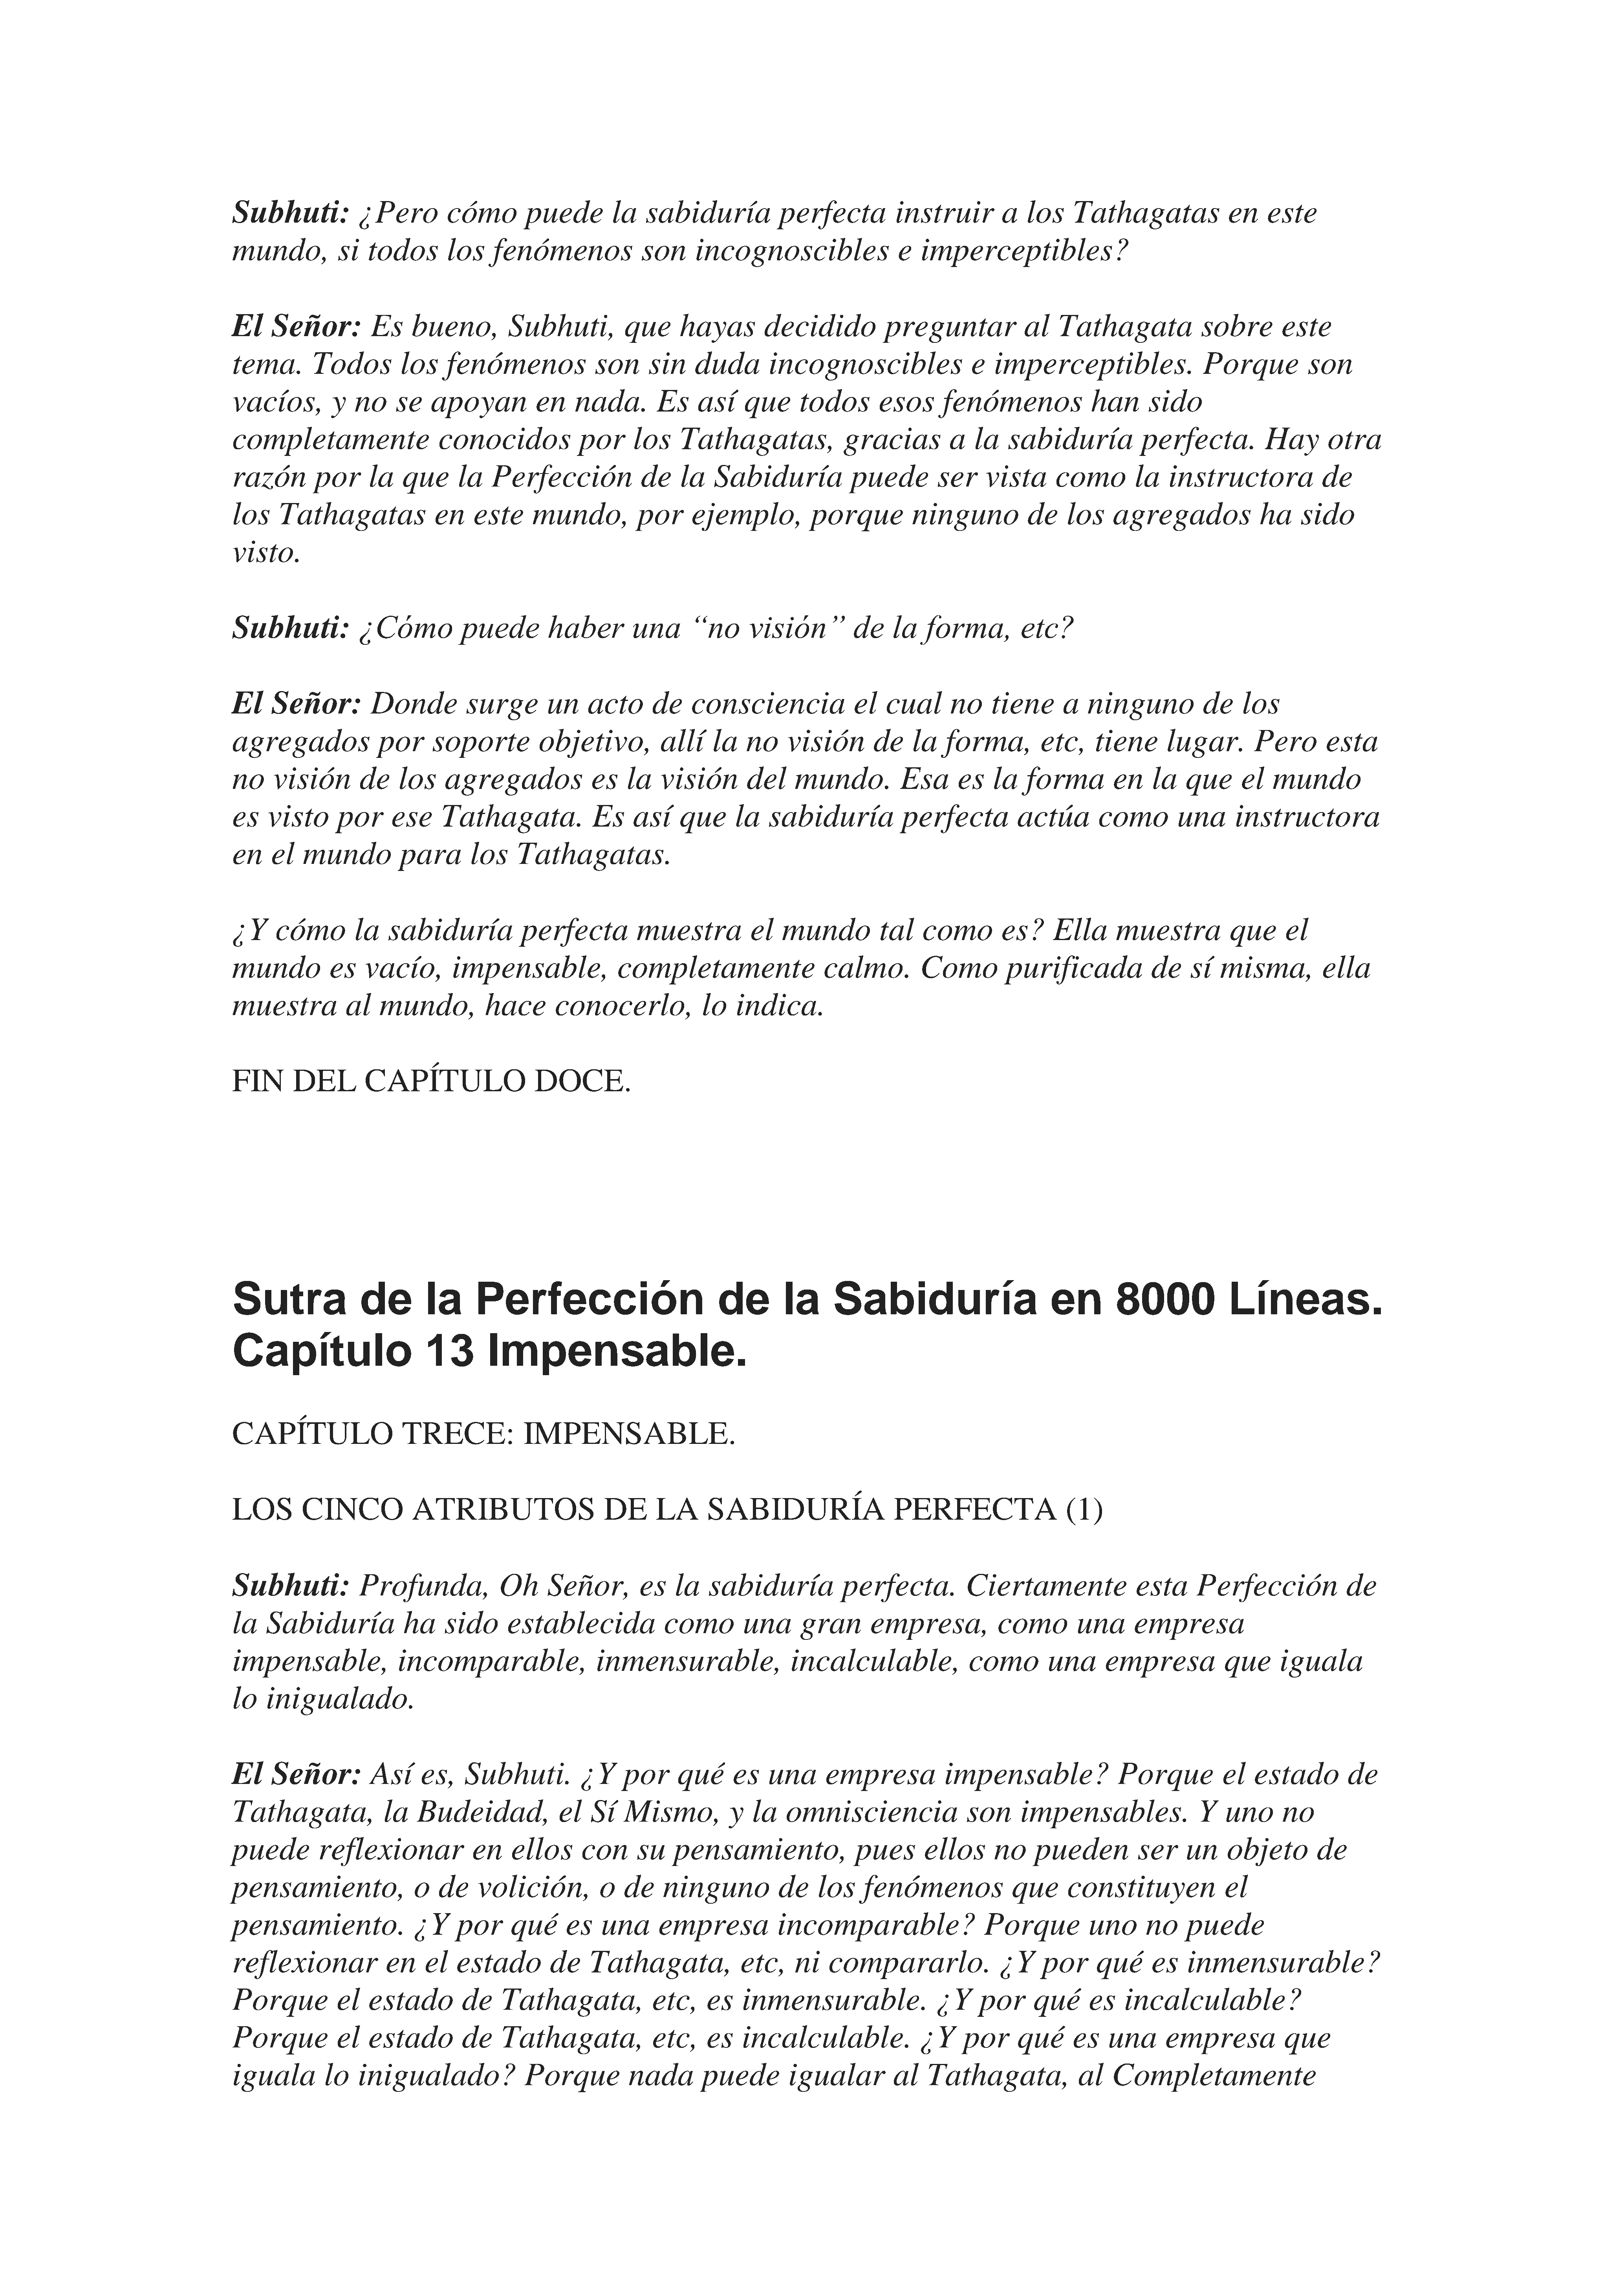 Subhuti: ¿Pero cómo puede la sabiduría perfecta instruir a los Tathagatas en este
mundo, si todos los fenómenos son incognoscibles e imperceptibles?
El Señor: Es bueno, Subhuti, que hayas decidido preguntar al Tathagata sobre este
tema. Todos los fenómenos son sin duda incognoscibles e imperceptibles. Porque son
vacíos, y no se apoyan en nada. Es así que todos esos fenómenos han sido
completamente conocidos por los Tathagatas, gracias a la sabiduría perfecta. Hay otra
razón por la que la Perfección de la Sabiduría puede ser vista como la instructora de
los Tathagatas en este mundo, por ejemplo, porque ninguno de los agregados ha sido
visto.
Subhuti: ¿Cómo puede haber una “no visión” de la forma, etc?
El Señor: Donde surge un acto de consciencia el cual no tiene a ninguno de los
agregados por soporte objetivo, allí la no visión de la forma, etc, tiene lugar. Pero esta
no visión de los agregados es la visión del mundo. Esa es la forma en la que el mundo
es visto por ese Tathagata. Es así que la sabiduría perfecta actúa como una instructora
en el mundo para los Tathagatas.
¿Y cómo la sabiduría perfecta muestra el mundo tal como es? Ella muestra que el
mundo es vacío, impensable, completamente calmo. Como purificada de sí misma, ella
muestra al mundo, hace conocerlo, lo indica.
FIN DEL CAPÍTULO DOCE.
Sutra de la Perfección de la Sabiduría en 8000 Líneas.
Capítulo 13 Impensable.
CAPÍTULO TRECE: IMPENSABLE.
LOS CINCO ATRIBUTOS DE LA SABIDURÍA PERFECTA (1)
Subhuti: Profunda, Oh Señor, es la sabiduría perfecta. Ciertamente esta Perfección de
la Sabiduría ha sido establecida como una gran empresa, como una empresa
impensable, incomparable, inmensurable, incalculable, como una empresa que iguala
lo inigualado.
El Señor: Así es, Subhuti. ¿Y por qué es una empresa impensable? Porque el estado de
Tathagata, la Budeidad, el Sí Mismo, y la omnisciencia son impensables. Y uno no
puede reflexionar en ellos con su pensamiento, pues ellos no pueden ser un objeto de
pensamiento, o de volición, o de ninguno de los fenómenos que constituyen el
pensamiento. ¿Y por qué es una empresa incomparable? Porque uno no puede
reflexionar en el estado de Tathagata, etc, ni compararlo. ¿Y por qué es inmensurable?
Porque el estado de Tathagata, etc, es inmensurable. ¿Y por qué es incalculable?
Porque el estado de Tathagata, etc, es incalculable. ¿Y por qué es una empresa que
iguala lo inigualado? Porque nada puede igualar al Tathagata, al Completamente